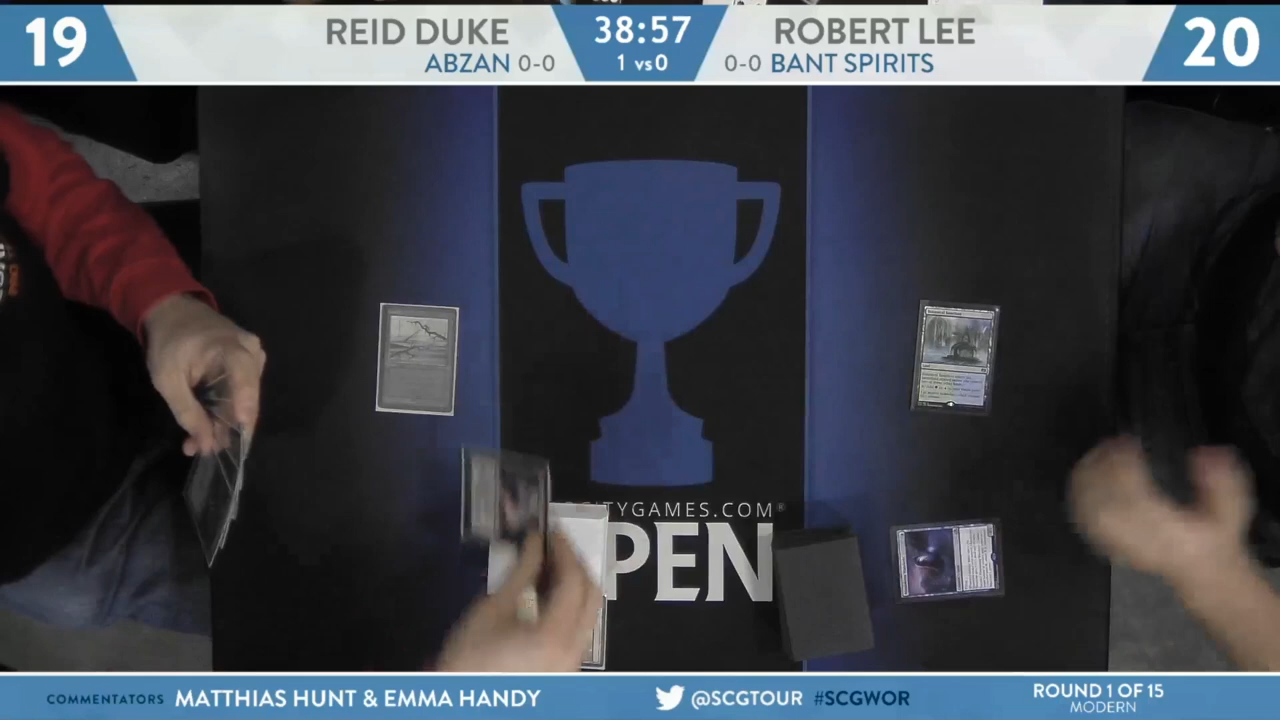 19
REID DUKE
ABZAN 0-0
38:57
1 vs 0
ROBERT LEE
0-0 BANT SPIRITS
20
CITYGAMES.COM®
PEN
COMMENTATORS MATTHIAS HUNT & EMMA HANDY
@SCGTOUR #SCGWOR
ROUND 1 OF 15
MODERN